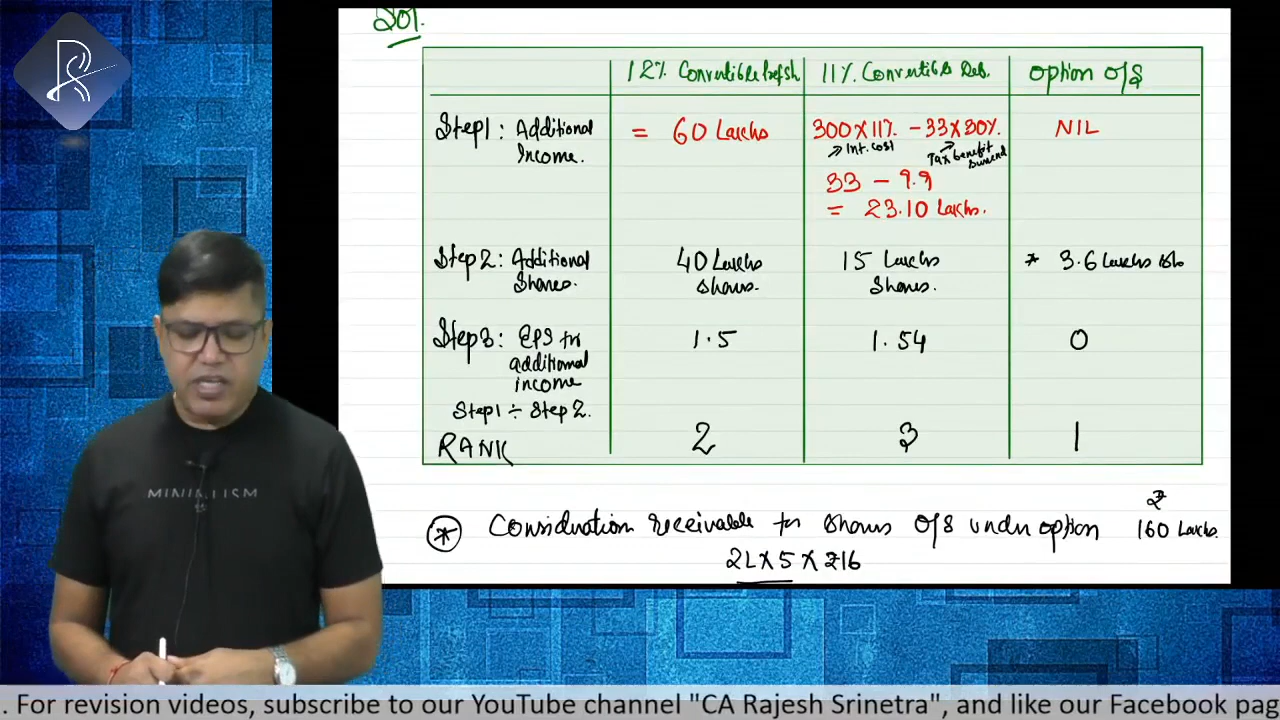 Sol.
12% Convertible Prefsh
11% Convertible Deb.
Option O/S
Step 1: Additional Income.
= 60 Lakhs
300 x 11% - 33 x 30%
Int. cost
Tax benefit
33 - 9.9
= 23.10 Lakhs.
NIL
Step 2: Additional Shares.
40 Lakhs Shares.
15 Lakhs Shares.
* 3.6 Lakhs
Step 3: EPS for additional income
Step 1 ÷ Step 2.
1.5
1.54
0
RANK
2
3
1
* Consideration receivable for shares O/S under option
₹
160 Lakhs.
2L x 5 x ₹16
MINIMALISM
. For revision videos, subscribe to our YouTube channel "CA Rajesh Srinetra", and like our Facebook pag